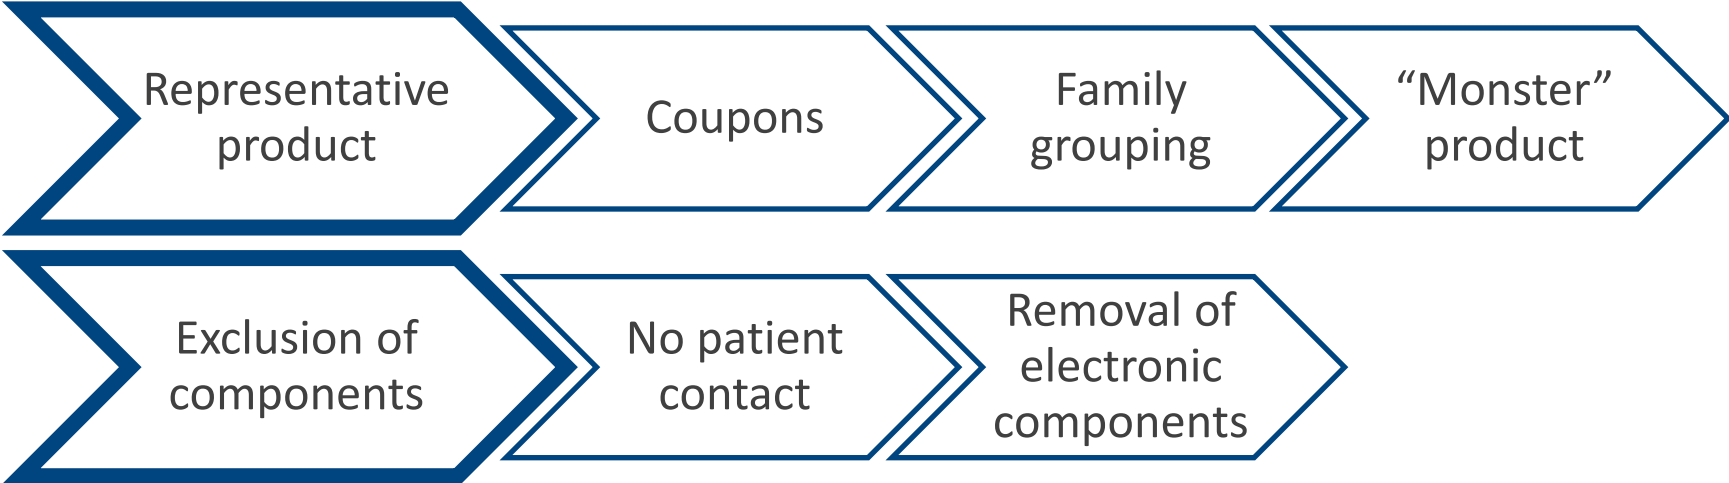 Representative
product
Coupons
Family
grouping
“Monster”
product
Exclusion of
components
No patient
contact
Removal of
electronic
components